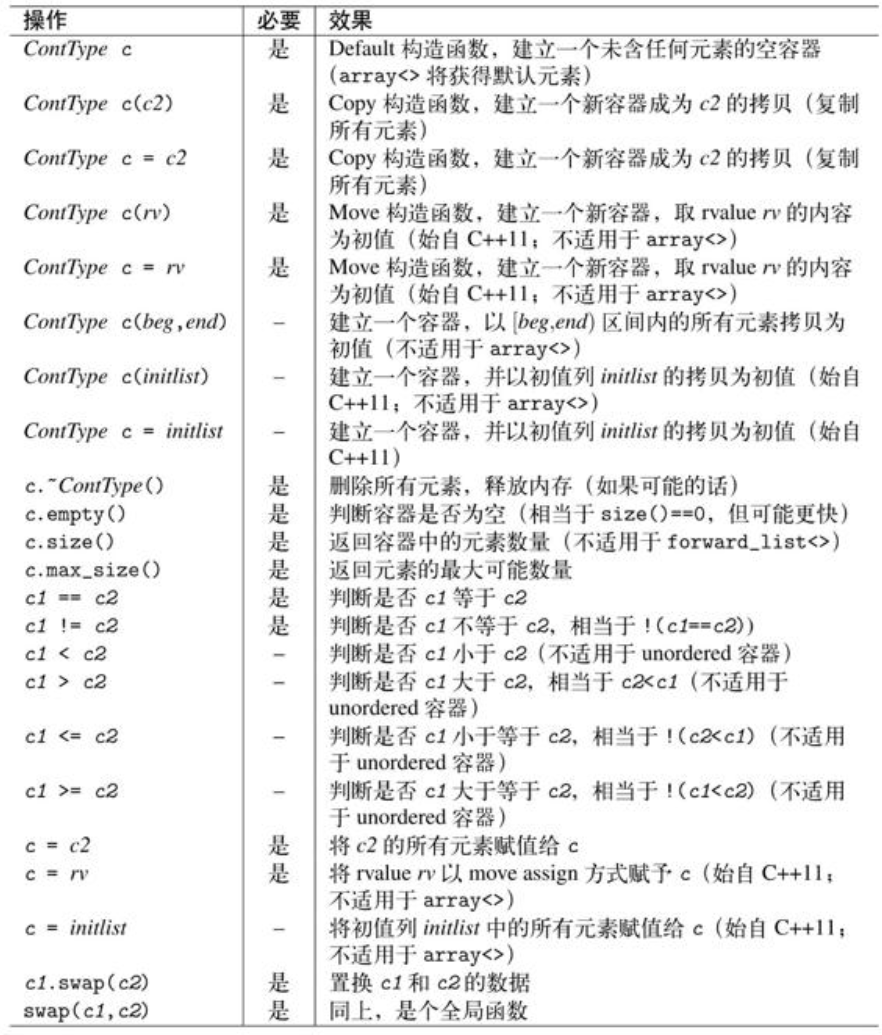 操作 必要 效果
ContType c 是 Default 构造函数，建立一个未含任何元素的空容器
（array<> 将获得默认元素）
ContType c(c2) 是 Copy 构造函数，建立一个新容器成为 c2 的拷贝（复制
所有元素）
ContType c = c2 是 Copy 构造函数，建立一个新容器成为 c2 的拷贝（复制
所有元素）
ContType c(rv) 是 Move 构造函数，建立一个新容器，取 rvalue rv 的内容
为初值（始自 C++11；不适用于 array<>）
ContType c = rv 是 Move 构造函数，建立一个新容器，取 rvalue rv 的内容
为初值（始自 C++11；不适用于 array<>）
ContType c(beg,end) – 建立一个容器，以 [beg,end) 区间内的所有元素拷贝为
初值（不适用于 array<>）
ContType c(initlist) – 建立一个容器，并以初值列 initlist 的拷贝为初值（始自
C++11；不适用于 array<>）
ContType c = initlist – 建立一个容器，并以初值列 initlist 的拷贝为初值（始自
C++11）
c.~ContType() 是 删除所有元素，释放内存（如果可能的话）
c.empty() 是 判断容器是否为空（相当于 size()==0，但可能更快）
c.size() 是 返回容器中的元素数量（不适用于 forward_list<>）
c.max_size() 是 返回元素的最大可能数量
c1 == c2 是 判断是否 c1 等于 c2
c1 != c2 是 判断是否 c1 不等于 c2，相当于 !(c1==c2))
c1 < c2 – 判断是否 c1 小于 c2（不适用于 unordered 容器）
c1 > c2 – 判断是否 c1 大于 c2，相当于 c2<c1（不适用于
unordered 容器）
c1 <= c2 – 判断是否 c1 小于等于 c2，相当于 !(c2<c1)（不适用
于 unordered 容器）
c1 >= c2 – 判断是否 c1 大于等于 c2，相当于 !(c1<c2)（不适用
于 unordered 容器）
c = c2 是 将 c2 的所有元素赋值给 c
c = rv 是 将 rvalue rv 以 move assign 方式赋予 c（始自 C++11；
不适用于 array<>）
c = initlist – 将初值列 initlist 中的所有元素赋值给 c（始自 C++11；
不适用于 array<>）
c1.swap(c2) 是 置换 c1 和 c2 的数据
swap(c1,c2) 是 同上，是个全局函数